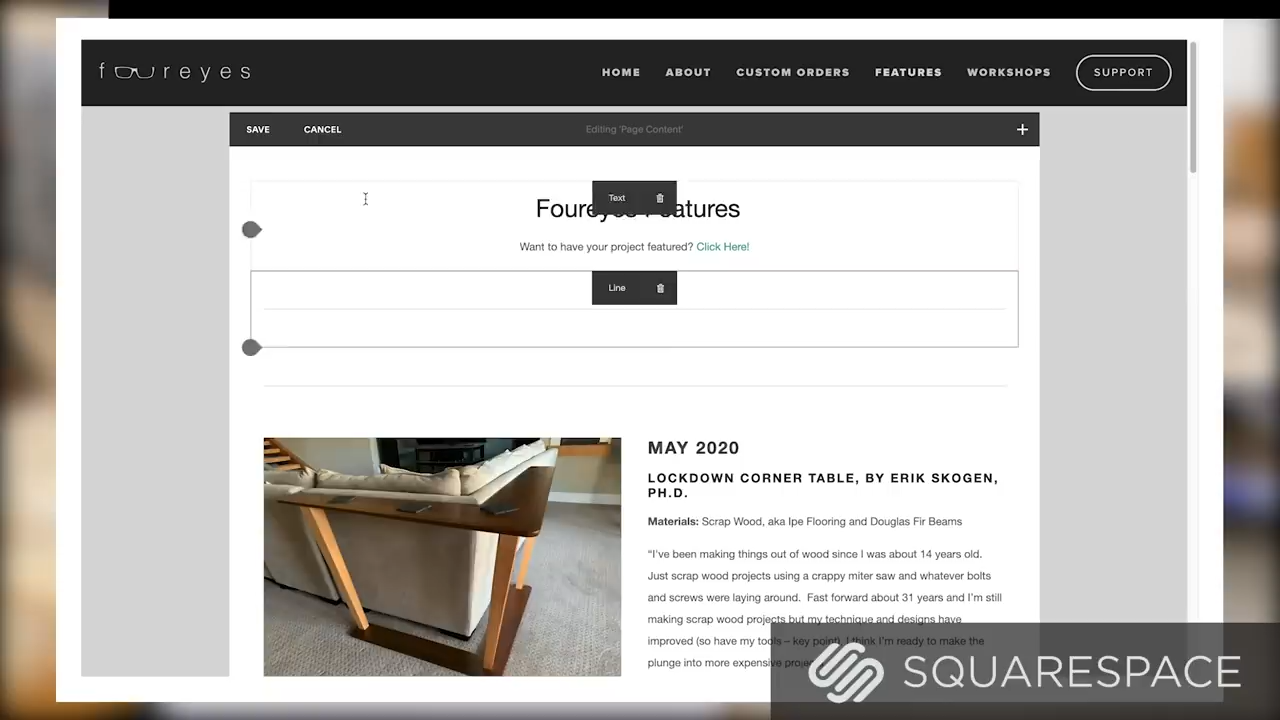 foureyes
HOME ABOUT CUSTOM ORDERS FEATURES WORKSHOPS SUPPORT
SAVE CANCEL Editing 'Page Content' +
Text
Foureyes Features
Want to have your project featured? Click Here!
Line
MAY 2020
LOCKDOWN CORNER TABLE, BY ERIK SKOGEN,
PH.D.
Materials: Scrap Wood, aka Ipe Flooring and Douglas Fir Beams
“I’ve been making things out of wood since I was about 14 years old.
Just scrap wood projects using a crappy miter saw and whatever bolts
and screws were laying around. Fast forward about 31 years and I’m still
making scrap wood projects but my technique and designs have
improved (so have my tools – key point). I think I’m ready to make the
plunge into more expensive
SQUARESPACE